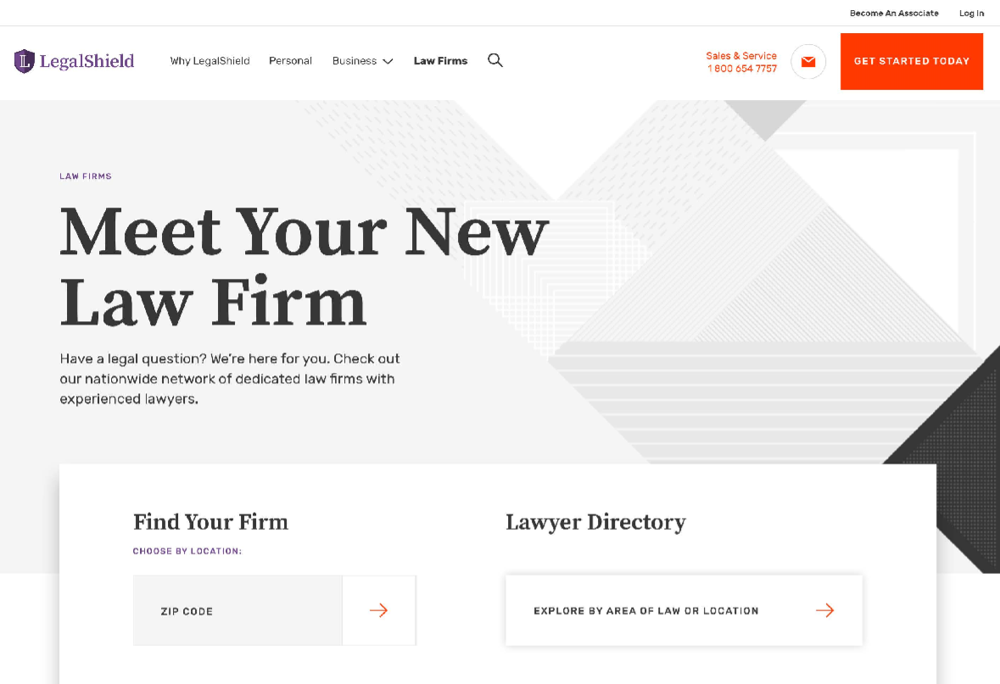 Become An Associate Log In
LegalShield
Why LegalShield Personal Business Law Firms
Sales & Service
1 800 654 7757
GET STARTED TODAY
LAW FIRMS
Meet Your New
Law Firm
Have a legal question? We're here for you. Check out
our nationwide network of dedicated law firms with
experienced lawyers.
Find Your Firm
CHOOSE BY LOCATION:
ZIP CODE
Lawyer Directory
EXPLORE BY AREA OF LAW OR LOCATION